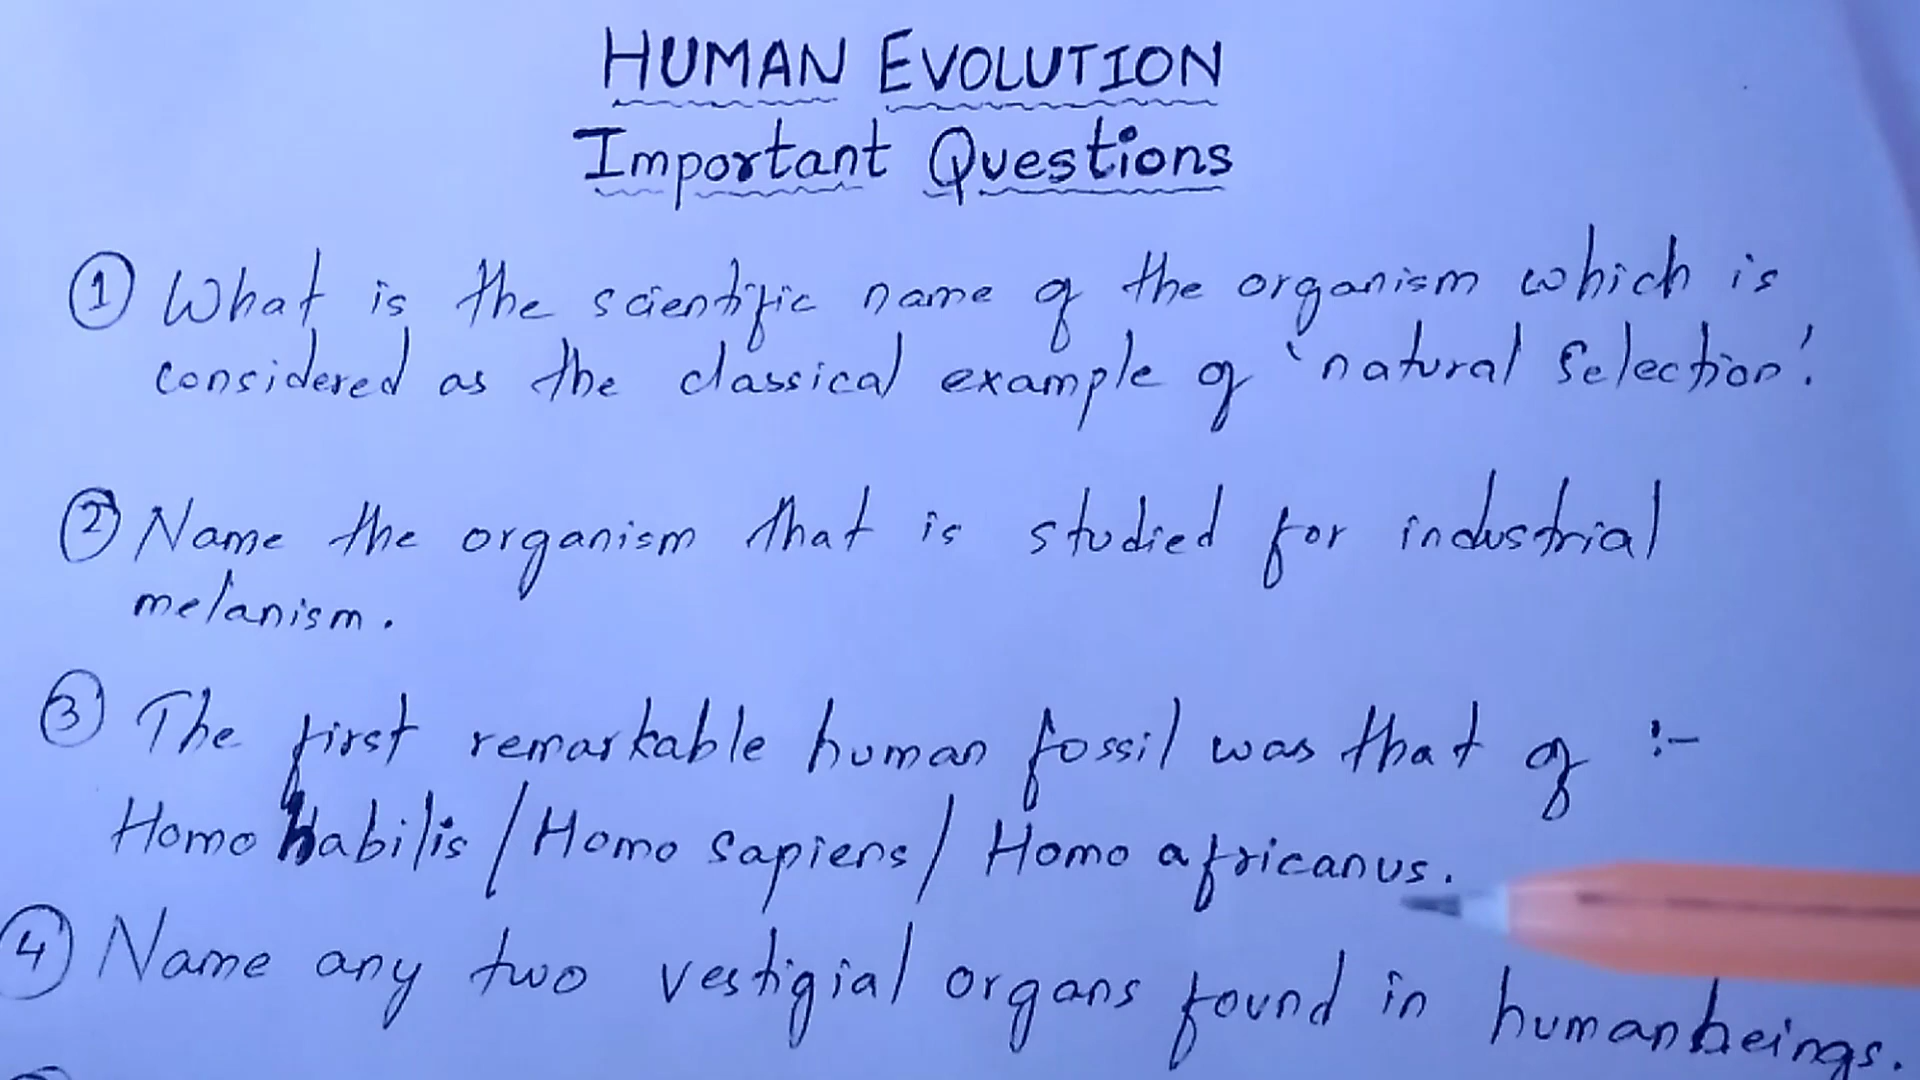 HUMAN EVOLUTION
Important Questions
① What is the scientific name of the organism which is
considered as the classical example of 'natural Selection'.
② Name the organism that is studied for industrial
melanism.
③ The first remarkable human fossil was that of :-
Homo habilis / Homo sapiens / Homo africanus.
④ Name any two vestigial organs found in humanbeings.